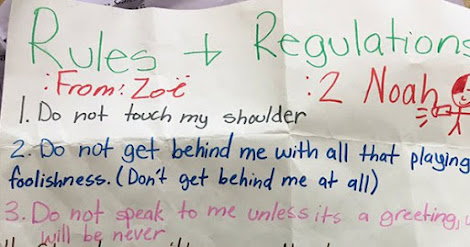 Rules + Regulations
:From: Zoë :2 Noah
1. Do not touch my shoulder
2. Do not get behind me with all that playing
foolishness. (Don't get behind me at all)
3. Do not speak to me unless its a greeting,
will be never